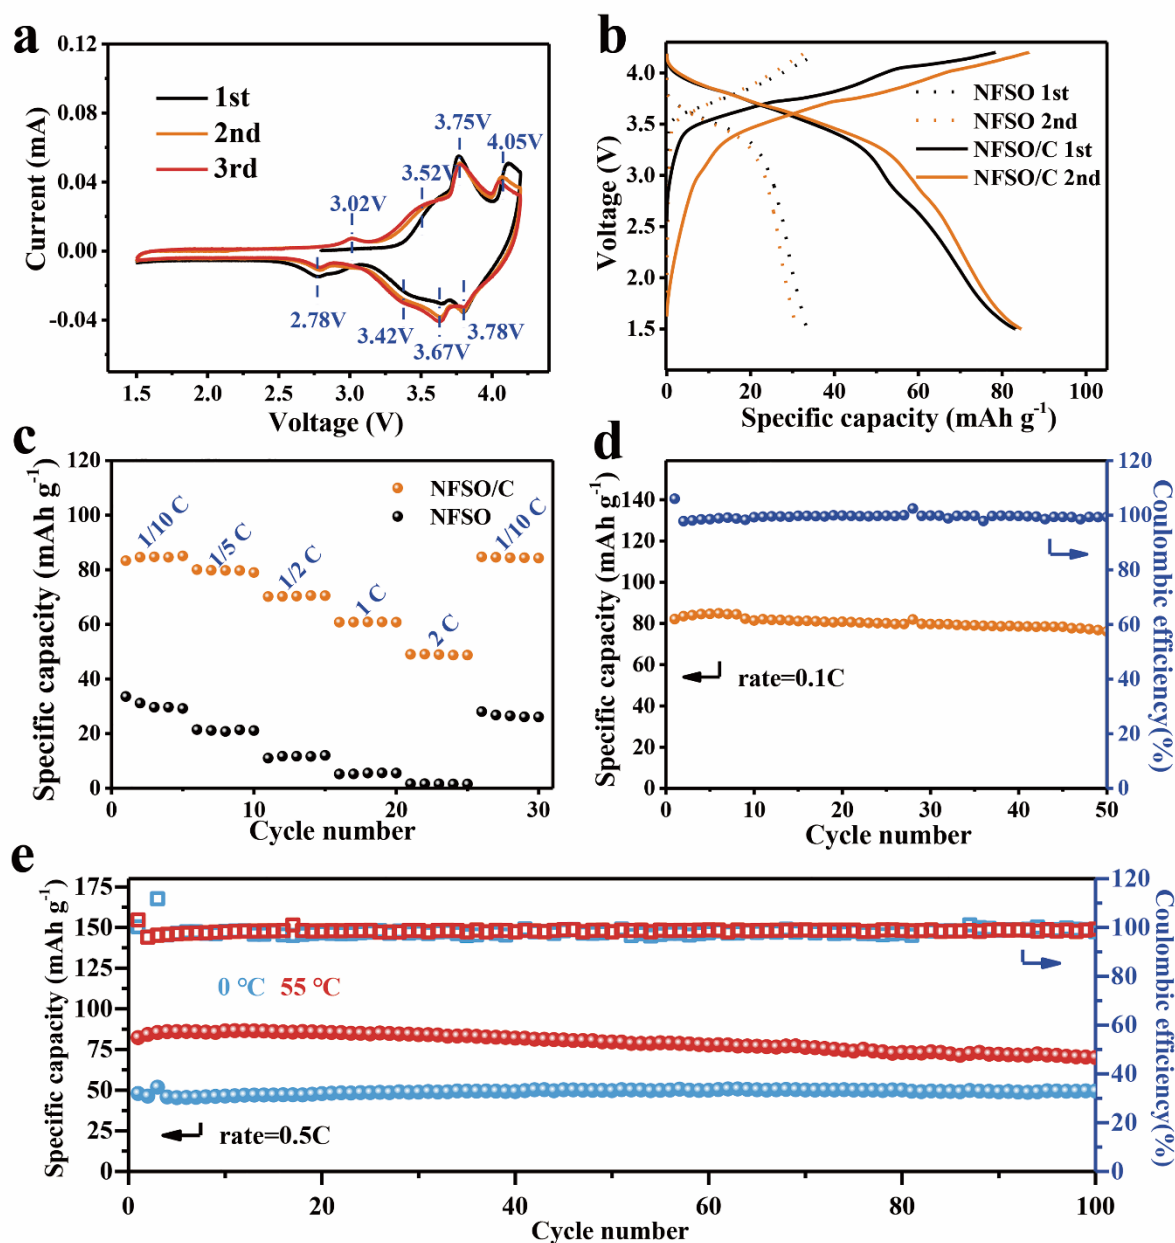 a
0.12
0.08
0.04
0.00
-0.04
Current (mA)
1st
2nd
3rd
3.75V
4.05V
3.52V
3.02V
2.78V
3.42V
3.78V
3.67V
1.5 2.0 2.5 3.0 3.5 4.0
Voltage (V)
b
4.0
3.5
3.0
2.5
2.0
1.5
Voltage (V)
NFSO 1st
NFSO 2nd
NFSO/C 1st
NFSO/C 2nd
0 20 40 60 80 100
Specific capacity (mAh g⁻¹)
c
120
100
80
60
40
20
0
Specific capacity (mAh g⁻¹)
NFSO/C
NFSO
1/10 C
1/5 C
1/2 C
1 C
2 C
1/10 C
0 10 20 30
Cycle number
d
140
120
100
80
60
40
20
0
Specific capacity (mAh g⁻¹)
rate=0.1C
120
100
80
60
40
20
0
Coulombic efficiency(%)
0 10 20 30 40 50
Cycle number
e
175
150
125
100
75
50
25
0
Specific capacity (mAh g⁻¹)
0 °C 55 °C
rate=0.5C
120
100
80
60
40
20
0
Coulombic efficiency(%)
0 20 40 60 80 100
Cycle number